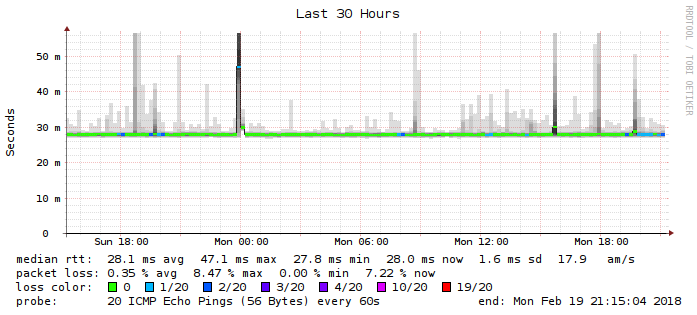 Last 30 Hours
RRDTOOL / TOBI OETIKER
Seconds
50 m
40 m
30 m
20 m
10 m
0
Sun 18:00 Mon 00:00 Mon 06:00 Mon 12:00 Mon 18:00
median rtt: 28.1 ms avg 47.1 ms max 27.8 ms min 28.0 ms now 1.6 ms sd 17.9 am/s
packet loss: 0.35 % avg 8.47 % max 0.00 % min 7.22 % now
loss color: 0 1/20 2/20 3/20 4/20 10/20 19/20
probe: 20 ICMP Echo Pings (56 Bytes) every 60s end: Mon Feb 19 21:15:04 2018